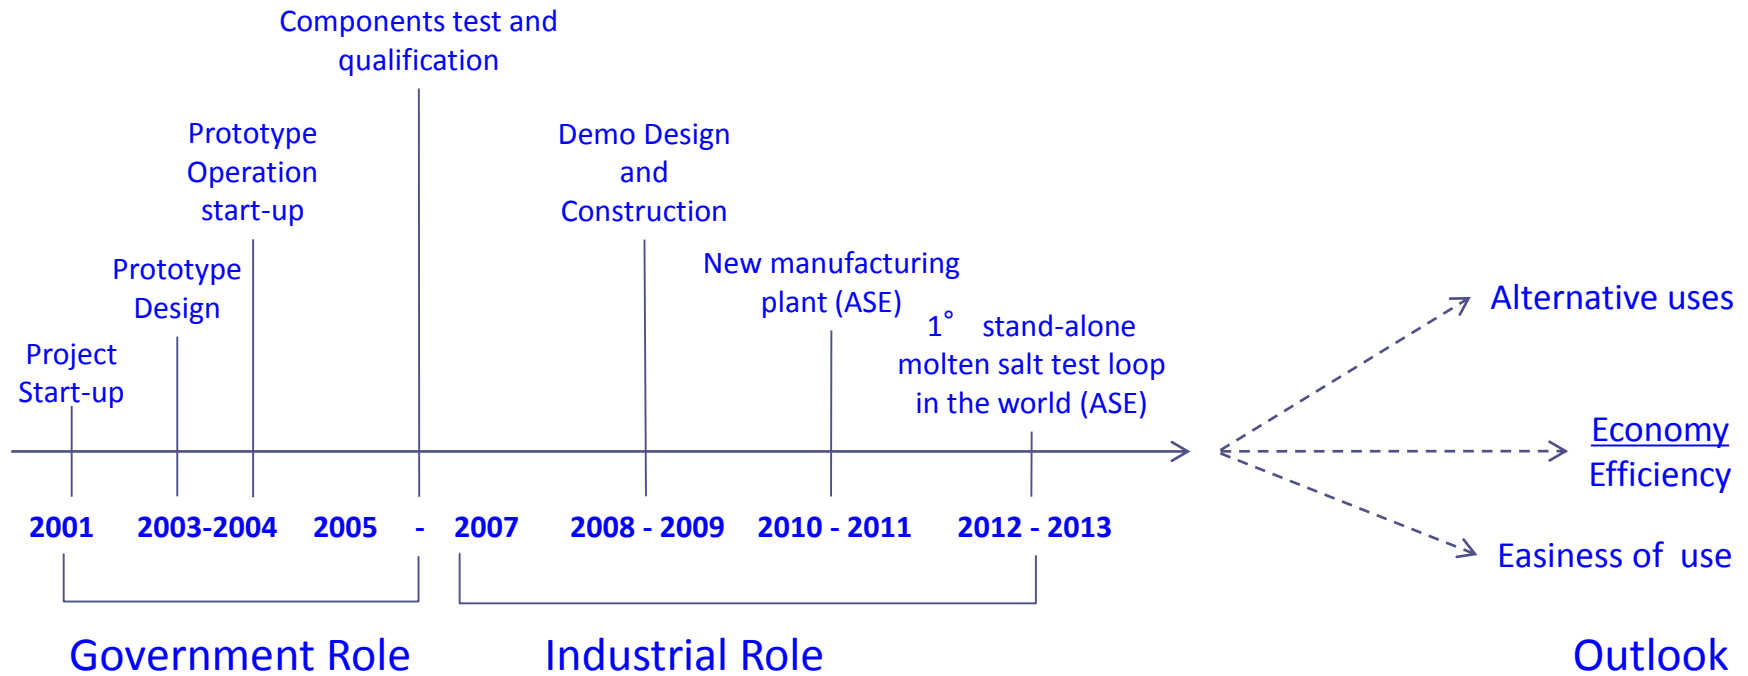 Components test and
qualification
Prototype
Operation
start-up
Demo Design
and
Construction
Prototype
Design
New manufacturing
plant (ASE)
Project
Start-up
1° stand-alone
molten salt test loop
in the world (ASE)
Alternative uses
Economy
Efficiency
Easiness of use
2001 2003-2004 2005 - 2007 2008 - 2009 2010 - 2011 2012 - 2013
Government Role Industrial Role Outlook